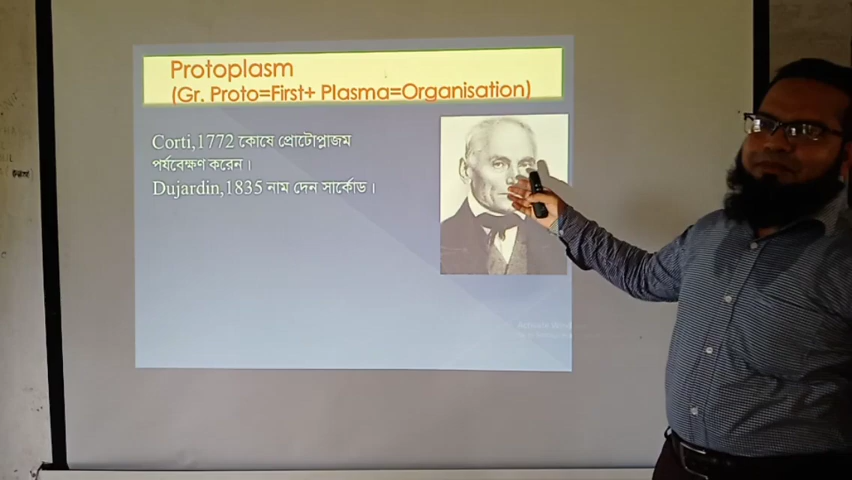 Protoplasm
(Gr. Proto=First+ Plasma=Organisation)
Corti,1772 কোষে প্রোটোপ্লাজম
পর্যবেক্ষণ করেন।
Dujardin,1835 নাম দেন সার্কোড।